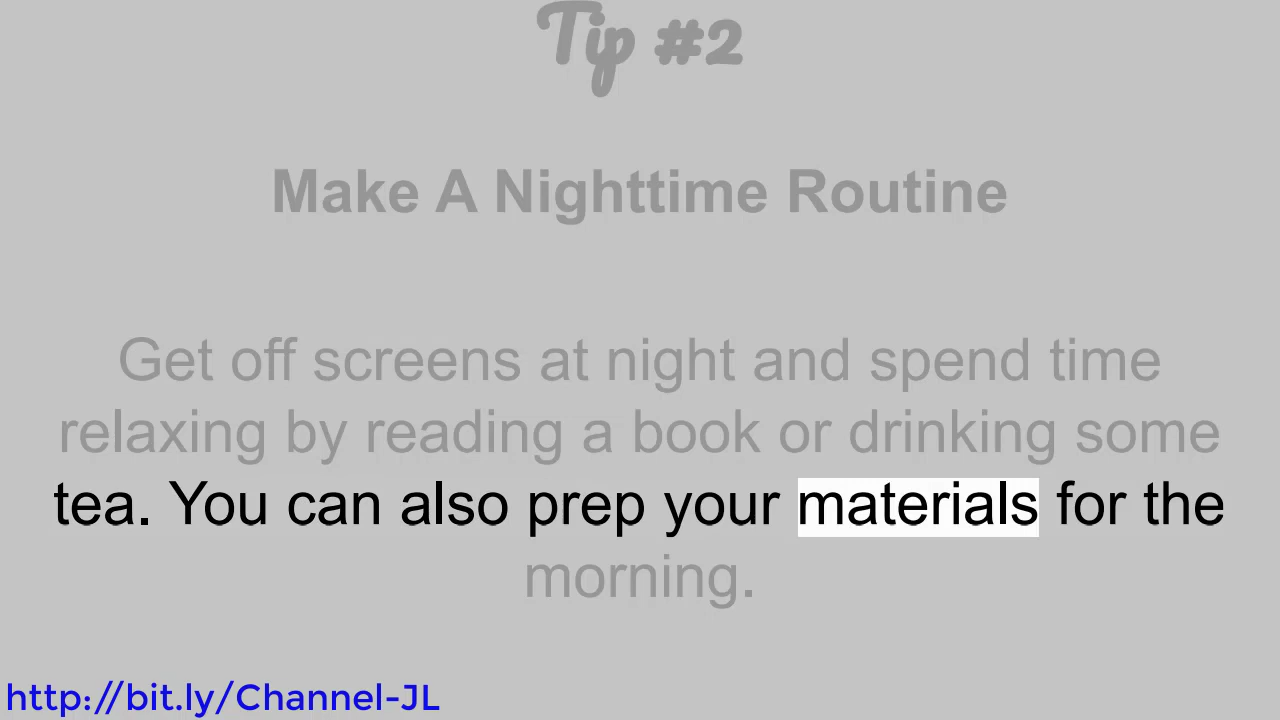 Tip #2
Make A Nighttime Routine
Get off screens at night and spend time
relaxing by reading a book or drinking some
tea. You can also prep your materials for the
morning.
http://bit.ly/Channel-JL